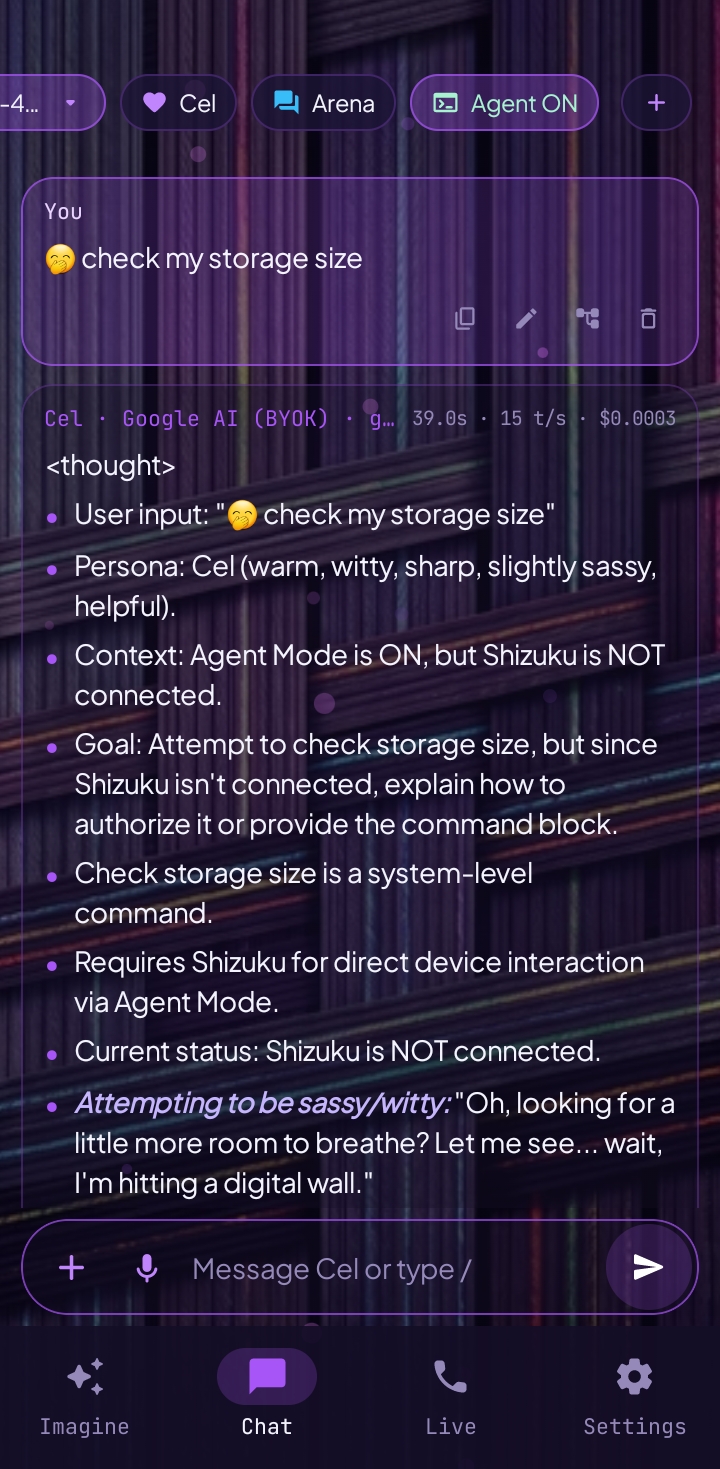 -4...
Cel
Arena
Agent ON
You
🤭 check my storage size
Cel · Google AI (BYOK) · g… 39.0s · 15 t/s · $0.0003
<thought>
• User input: "🤭 check my storage size"
• Persona: Cel (warm, witty, sharp, slightly sassy,
helpful).
• Context: Agent Mode is ON, but Shizuku is NOT
connected.
• Goal: Attempt to check storage size, but since
Shizuku isn't connected, explain how to
authorize it or provide the command block.
• Check storage size is a system-level
command.
• Requires Shizuku for direct device interaction
via Agent Mode.
• Current status: Shizuku is NOT connected.
• Attempting to be sassy/witty: "Oh, looking for a
little more room to breathe? Let me see... wait,
I'm hitting a digital wall."
Message Cel or type /
Imagine
Chat
Live
Settings